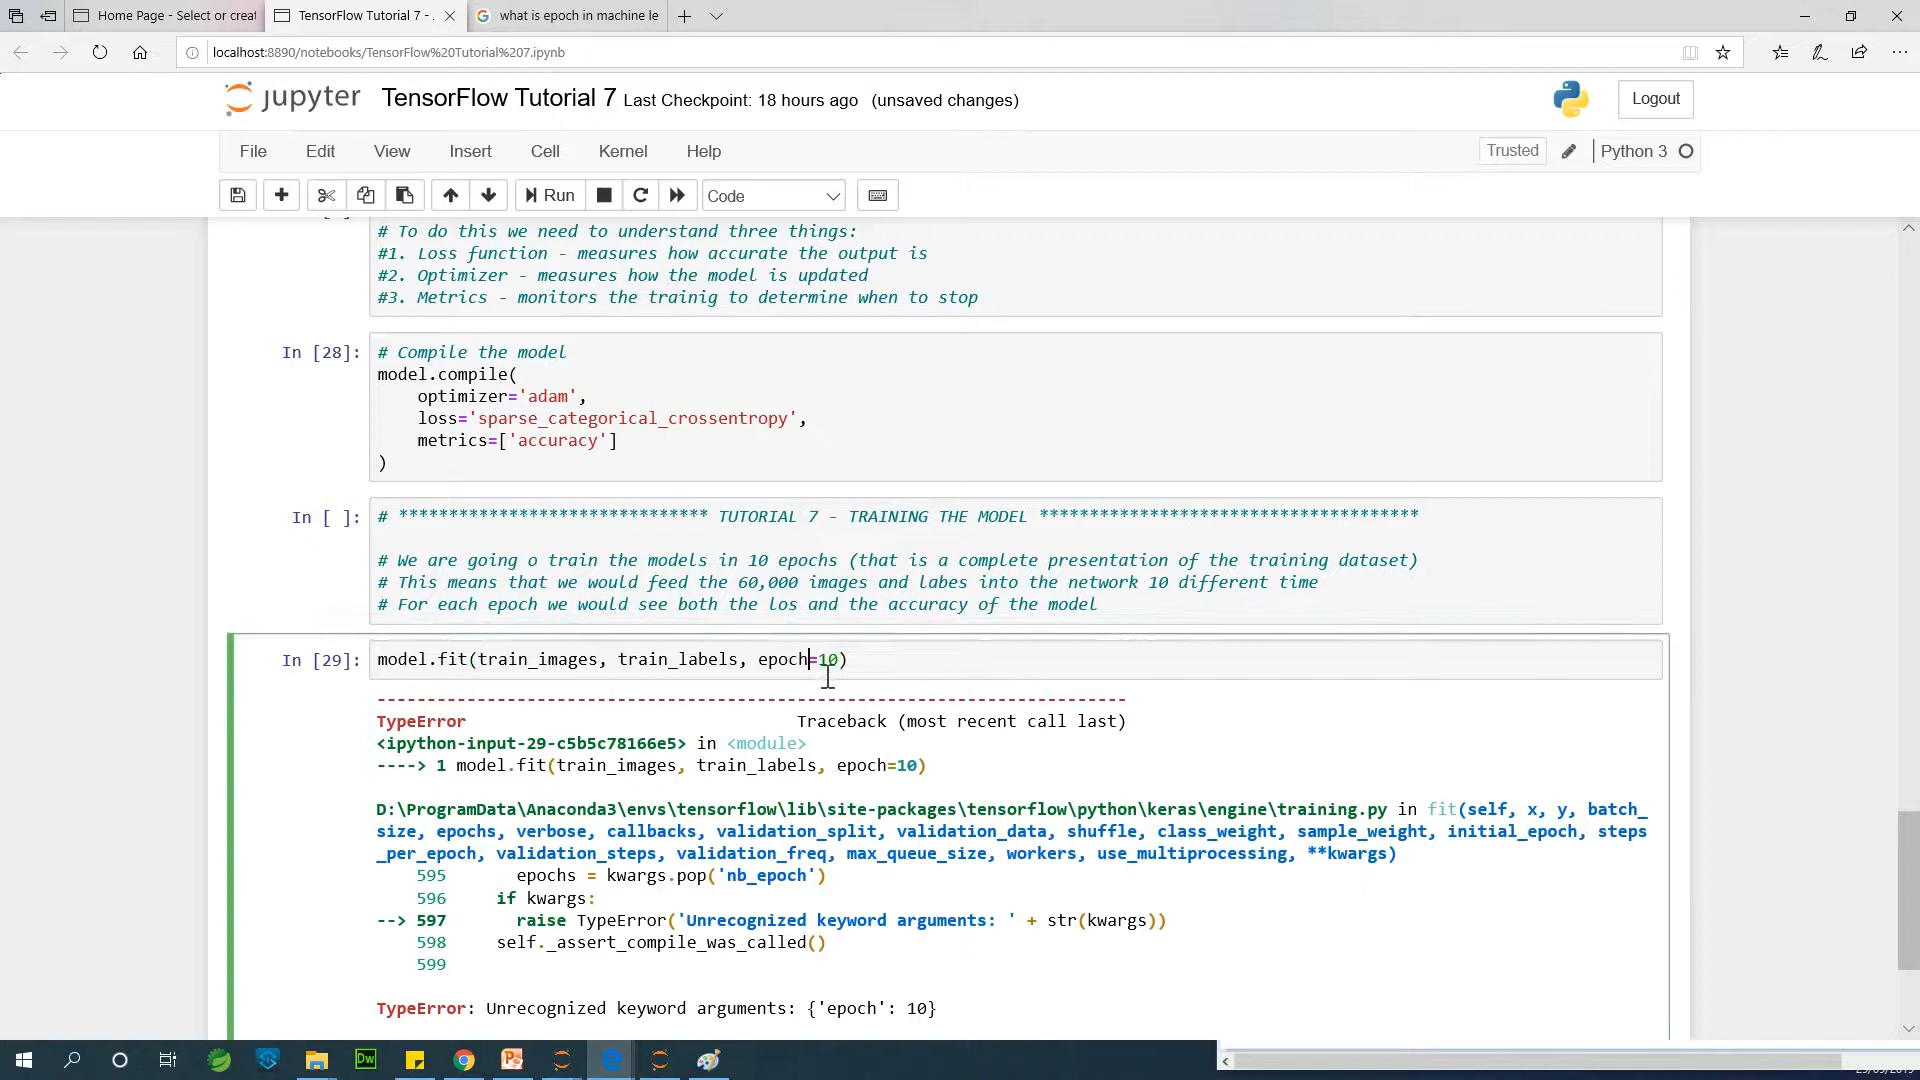 Home Page - Select or creat
TensorFlow Tutorial 7 - .
what is epoch in machine le
localhost:8890/notebooks/TensorFlow%20Tutorial%207.ipynb
jupyter TensorFlow Tutorial 7 Last Checkpoint: 18 hours ago (unsaved changes)
Logout
File Edit View Insert Cell Kernel Help
Trusted
Python 3
Run
Code
# To do this we need to understand three things:
#1. Loss function - measures how accurate the output is
#2. Optimizer - measures how the model is updated
#3. Metrics - monitors the trainig to determine when to stop
In [28]: # Compile the model
model.compile(
optimizer='adam',
loss='sparse_categorical_crossentropy',
metrics=['accuracy']
)
In [ ]: # ******************************* TUTORIAL 7 - TRAINING THE MODEL **************************************
# We are going o train the models in 10 epochs (that is a complete presentation of the training dataset)
# This means that we would feed the 60,000 images and labes into the network 10 different time
# For each epoch we would see both the los and the accuracy of the model
In [29]: model.fit(train_images, train_labels, epoch=10)
---------------------------------------------------------------------------
TypeError Traceback (most recent call last)
<ipython-input-29-c5b5c78166e5> in <module>
----> 1 model.fit(train_images, train_labels, epoch=10)
D:\ProgramData\Anaconda3\envs\tensorflow\lib\site-packages\tensorflow\python\keras\engine\training.py in fit(self, x, y, batch_
size, epochs, verbose, callbacks, validation_split, validation_data, shuffle, class_weight, sample_weight, initial_epoch, steps
_per_epoch, validation_steps, validation_freq, max_queue_size, workers, use_multiprocessing, **kwargs)
595 epochs = kwargs.pop('nb_epoch')
596 if kwargs:
--> 597 raise TypeError('Unrecognized keyword arguments: ' + str(kwargs))
598 self._assert_compile_was_called()
599
TypeError: Unrecognized keyword arguments: {'epoch': 10}
Dw